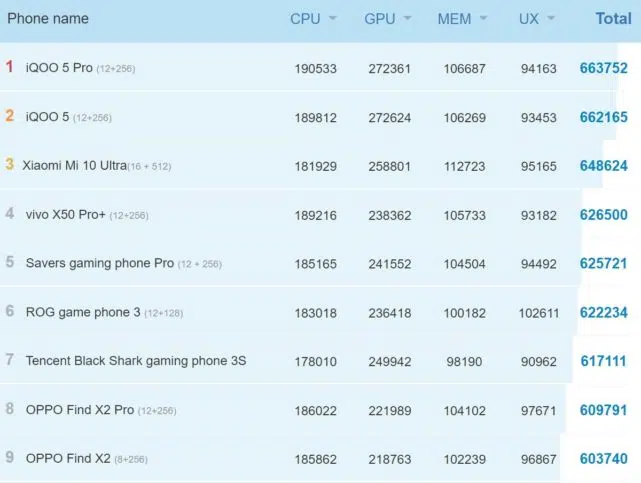 Phone name CPU GPU MEM UX Total
1 iQOO 5 Pro (12+256) 190533 272361 106687 94163 663752
2 iQOO 5 (12+256) 189812 272624 106269 93453 662165
3 Xiaomi Mi 10 Ultra(16 + 512) 181929 258801 112723 95165 648624
4 vivo X50 Pro+ (12+256) 189216 238362 105733 93182 626500
5 Savers gaming phone Pro (12 + 256) 185165 241552 104504 94492 625721
6 ROG game phone 3 (12+128) 183018 236418 100182 102611 622234
7 Tencent Black Shark gaming phone 3S 178010 249942 98190 90962 617111
8 OPPO Find X2 Pro (12+256) 186022 221989 104102 97671 609791
9 OPPO Find X2 (8+256) 185862 218763 102239 96867 603740